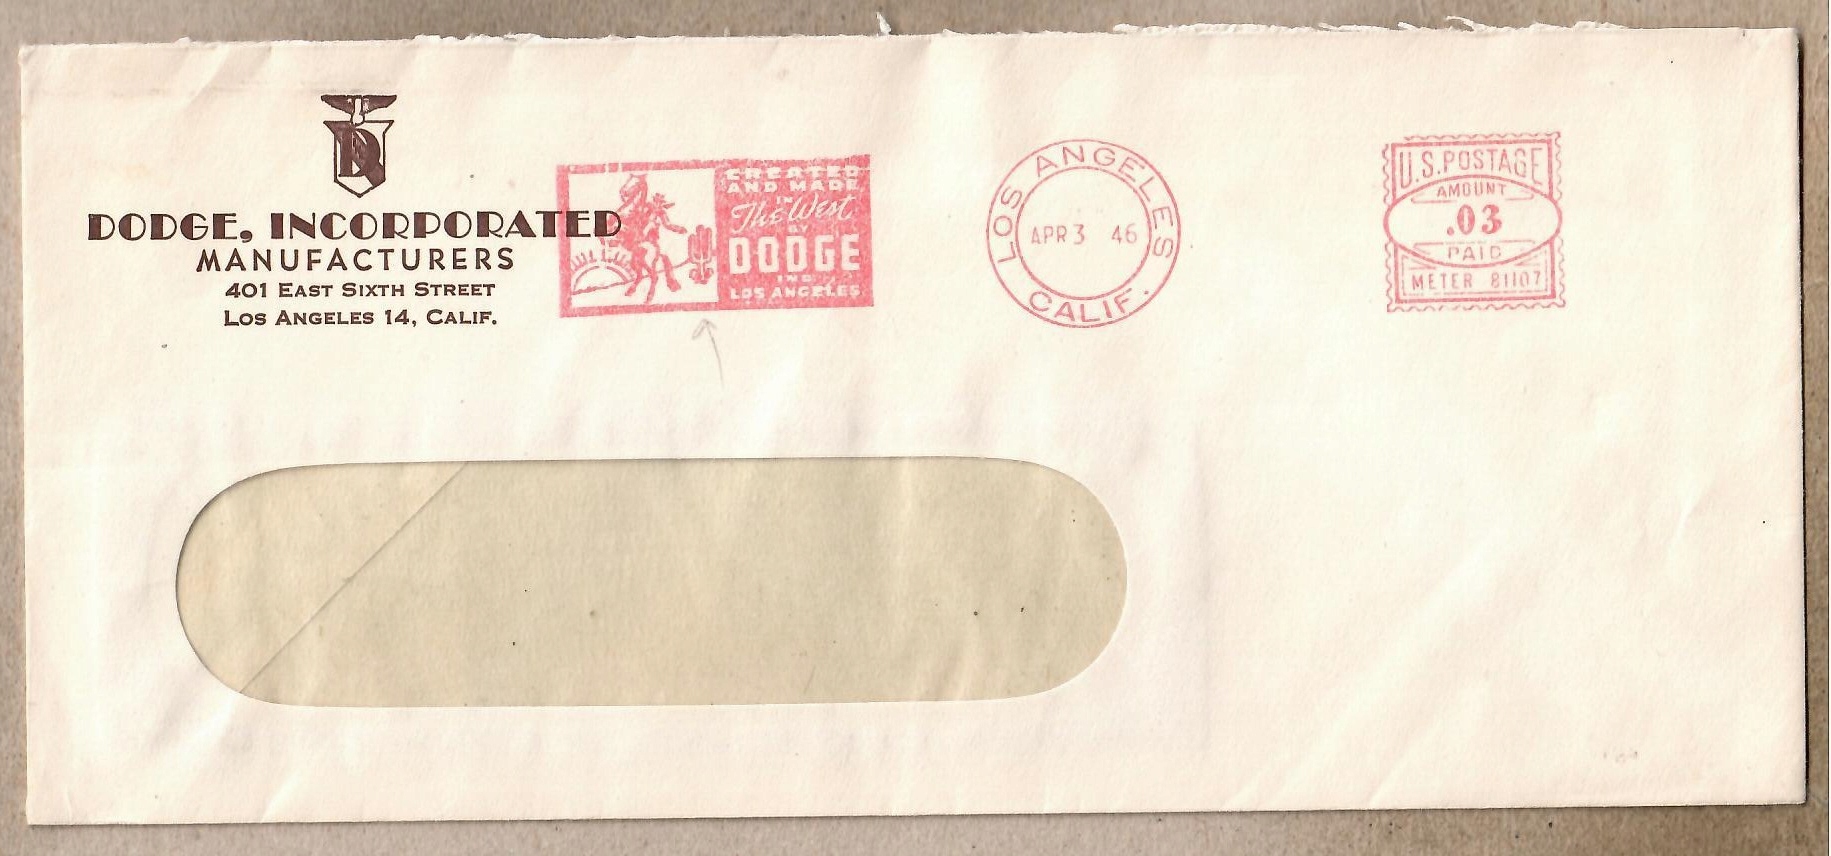 DODGE, INCORPORATED
MANUFACTURERS
401 EAST SIXTH STREET
LOS ANGELES 14, CALIF.
CREATED
AND MADE
IN
The West
BY
DODGE
INC
LOS ANGELES
LOS ANGELES
APR 3 46
CALIF.
U.S. POSTAGE
AMOUNT
.03
PAID
METER 81107